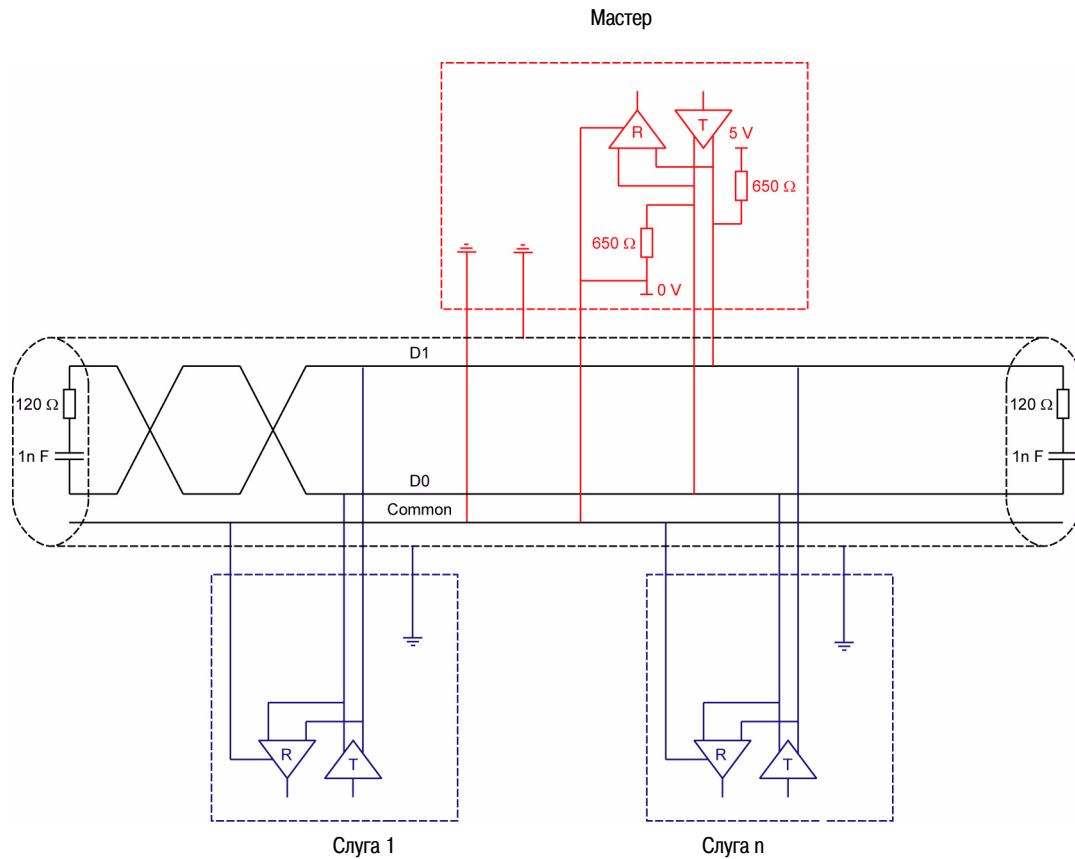 Мастер
R
T
5 V
650 Ω
650 Ω
0 V
D1
120 Ω
120 Ω
1n F
1n F
D0
Common
R
T
R
T
Слуга 1
Слуга n